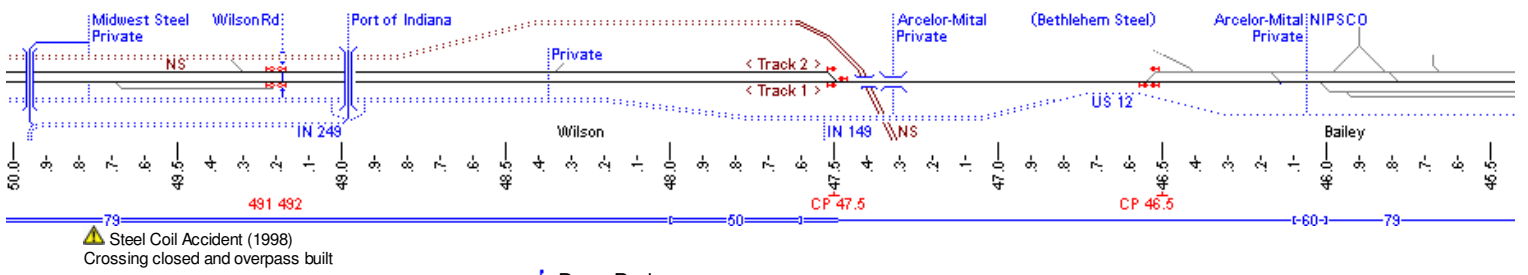 Midwest Steel
Private
Wilson Rd
Port of Indiana
Arcelor-Mital
Private
(Bethlehem Steel)
Arcelor-Mital
Private
NIPSCO
NS
Private
< Track 2 >
< Track 1 >
US 12
IN 249
Wilson
IN 149
NS
Bailey
50.0 .9- .8- .7- .6- 49.5 .4- .3- .2- .1- 49.0 .9- .8- .7- .6- 48.5 .4- .3- .2- .1- 48.0 .9- .8- .7- .6- 47.5 .4- .3- .2- .1- 47.0 .9- .8- .7- .6- 46.5 .4- .3- .2- .1- 46.0 .9- .8- .7- .6- 45.5
491 492
CP 47.5
CP 46.5
79
50
60
79
Steel Coil Accident (1998)
Crossing closed and overpass built